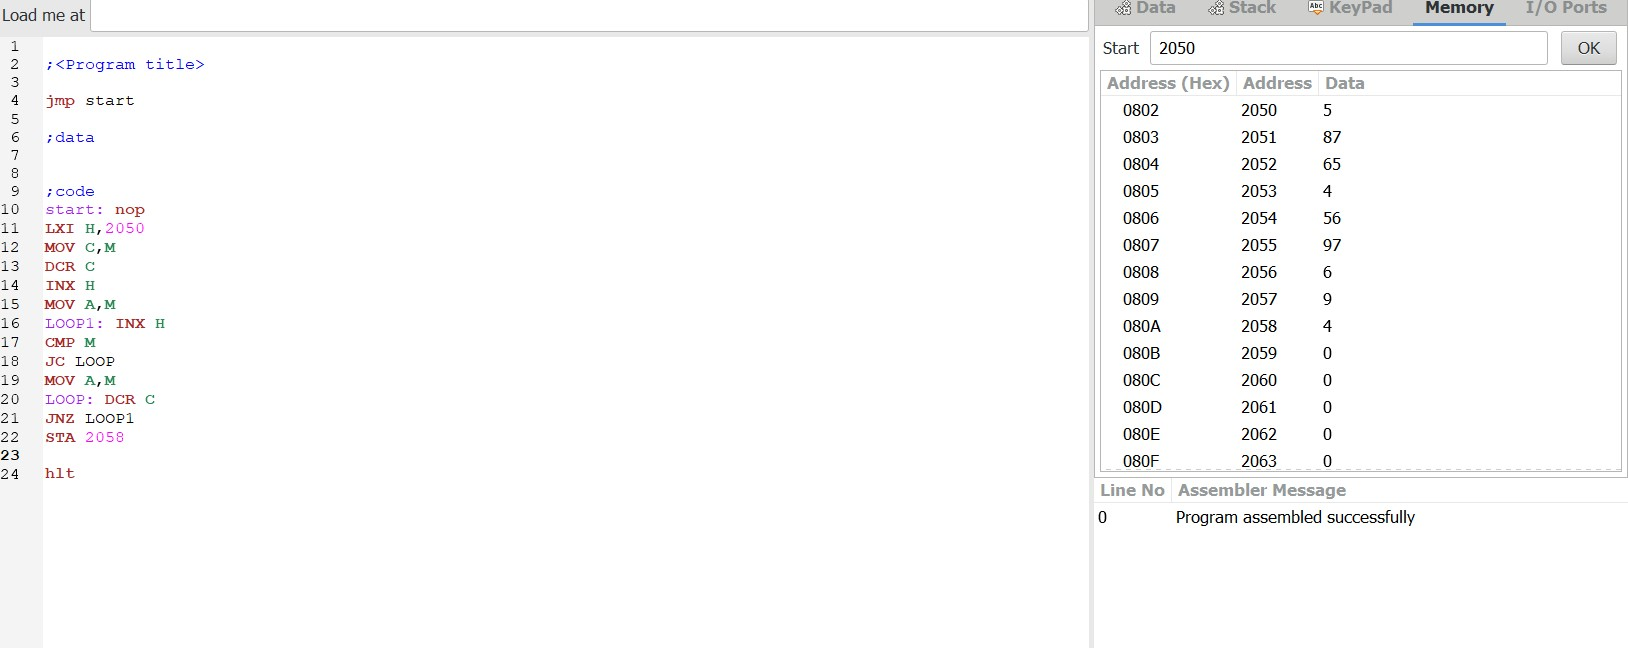 Load me at
1
2 ;<Program title>
3
4 jmp start
5
6 ;data
7
8
9 ;code
10 start: nop
11 LXI H,2050
12 MOV C,M
13 DCR C
14 INX H
15 MOV A,M
16 LOOP1: INX H
17 CMP M
18 JC LOOP
19 MOV A,M
20 LOOP: DCR C
21 JNZ LOOP1
22 STA 2058
23
24 hlt
Data Stack Abc KeyPad Memory I/O Ports
Start 2050 OK
Address (Hex) Address Data
0802 2050 5
0803 2051 87
0804 2052 65
0805 2053 4
0806 2054 56
0807 2055 97
0808 2056 6
0809 2057 9
080A 2058 4
080B 2059 0
080C 2060 0
080D 2061 0
080E 2062 0
080F 2063 0
Line No Assembler Message
0 Program assembled successfully